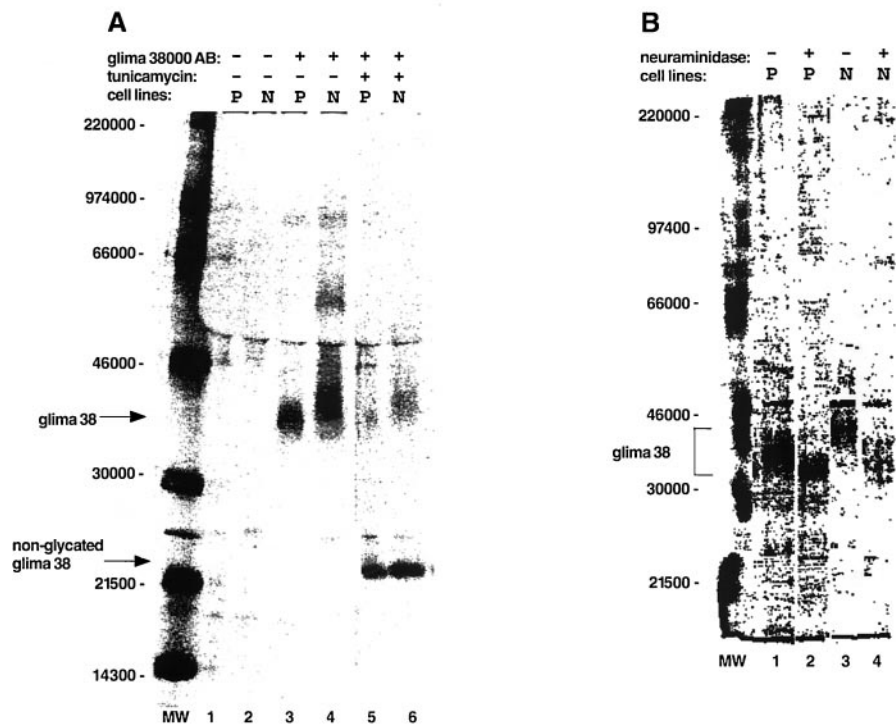 A
glima 38000 AB: - - + + + +
tunicamycin: - - - - + +
cell lines: P N P N P N
220000 -
974000 -
66000 -
46000 -
glima 38
30000 -
non-glycated
glima 38
21500 -
14300 -
MW 1 2 3 4 5 6
B
neuraminidase: - + - +
cell lines: P P N N
220000 -
97400 -
66000 -
46000 -
glima 38
30000 -
21500 -
MW 1 2 3 4